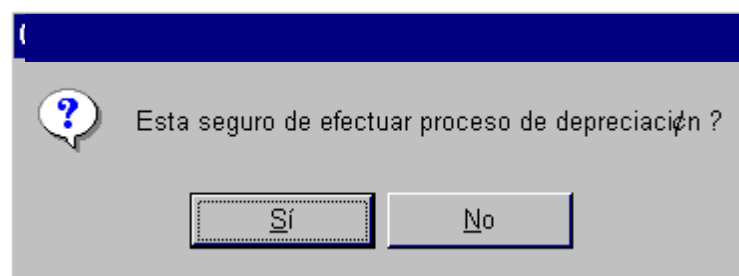 Esta seguro de efectuar proceso de depreciaci¢n ?
Sí
No